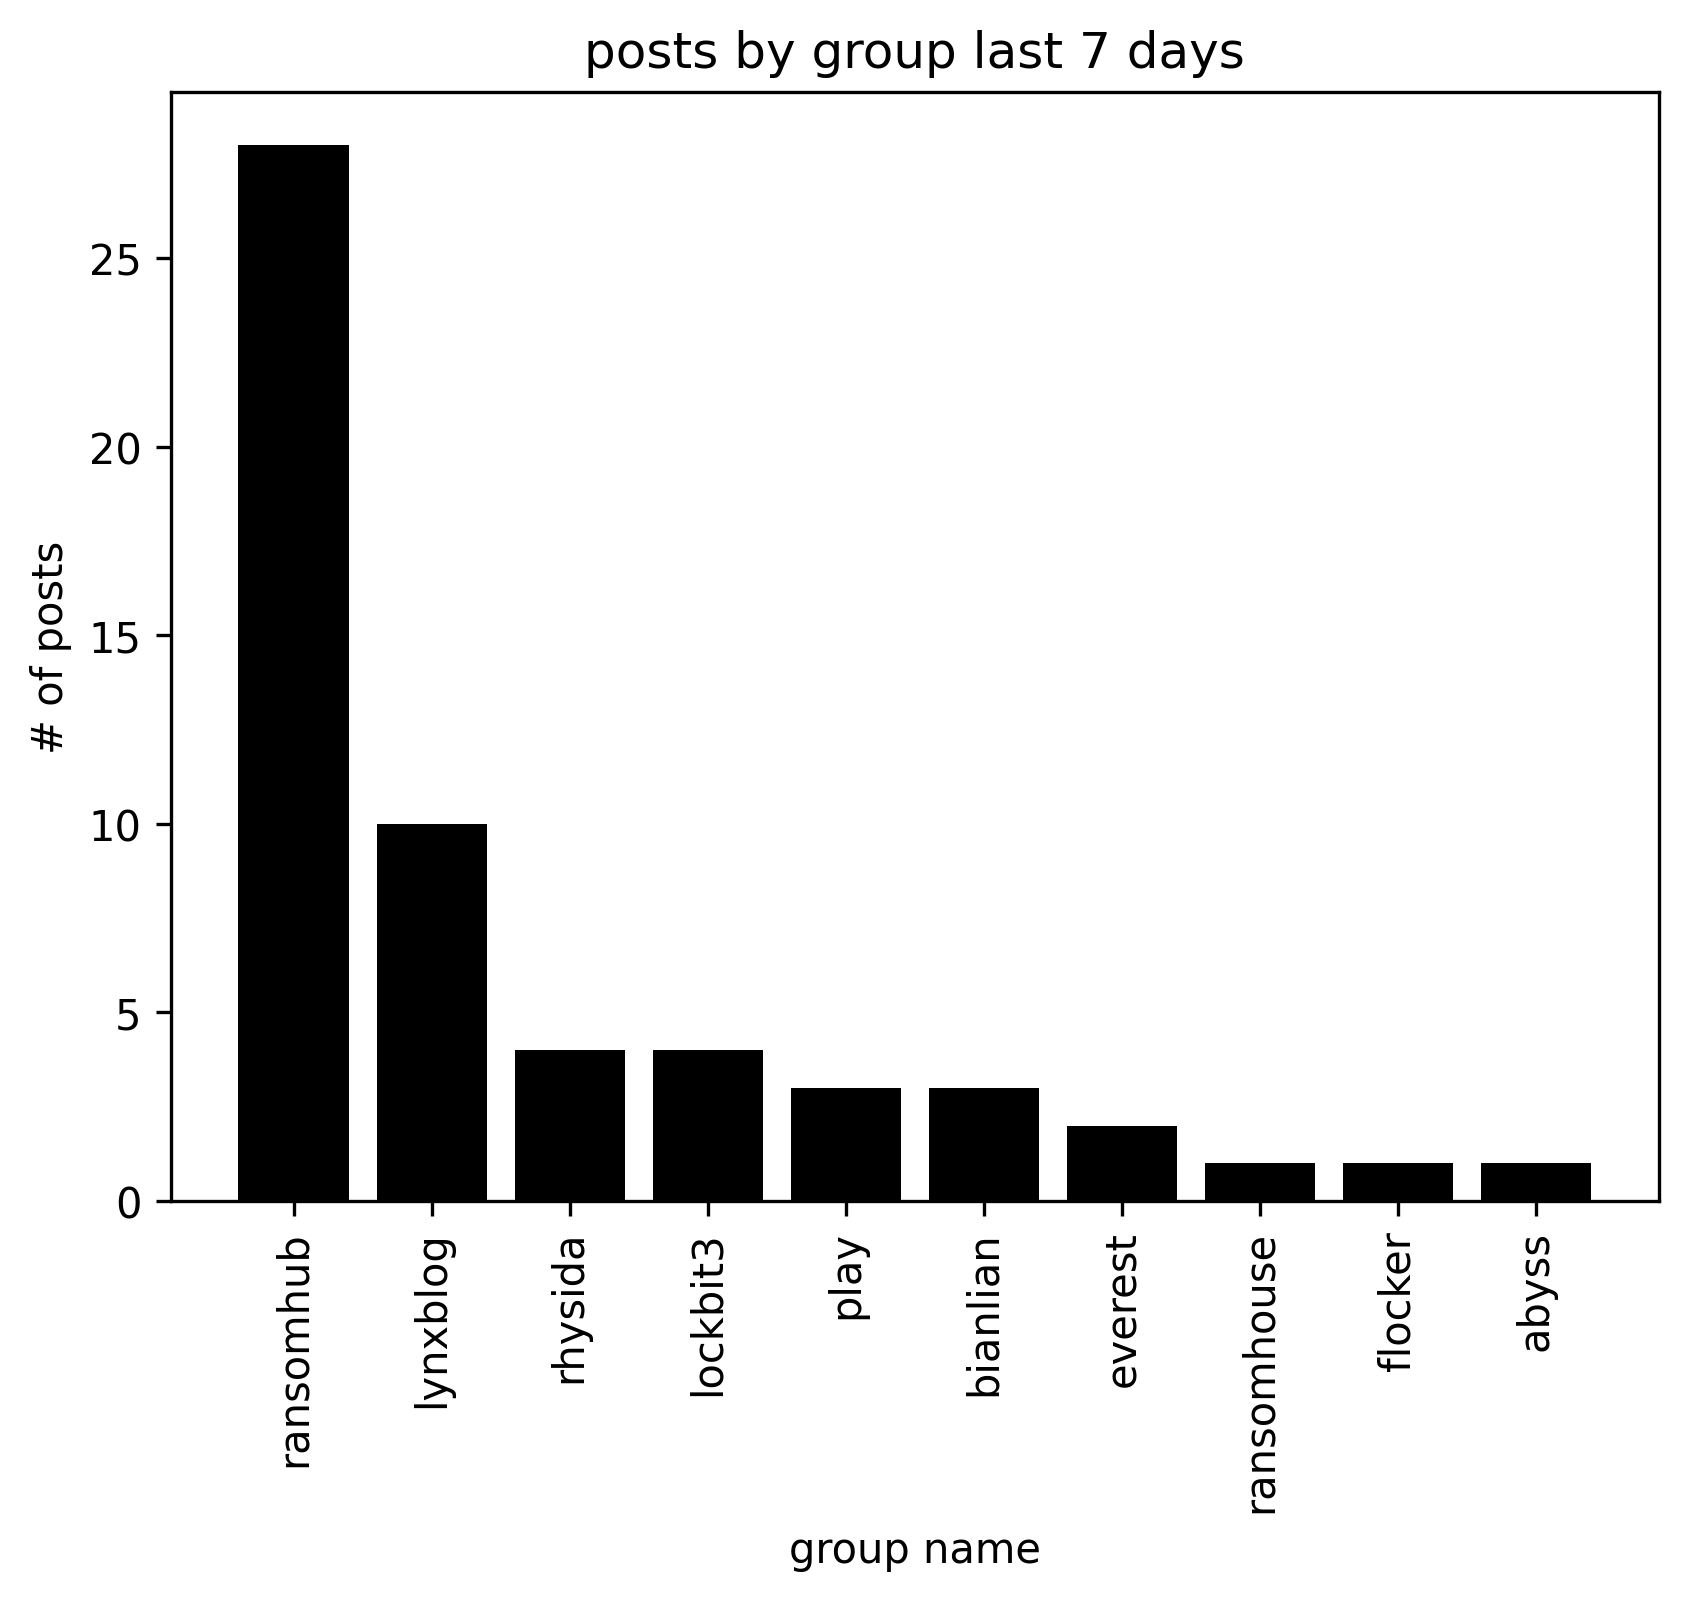 posts by group last 7 days
# of posts
25
20
15
10
5
0
ransomhub
lynxblog
rhysida
lockbit3
play
bianlian
everest
ransomhouse
flocker
abyss
group name